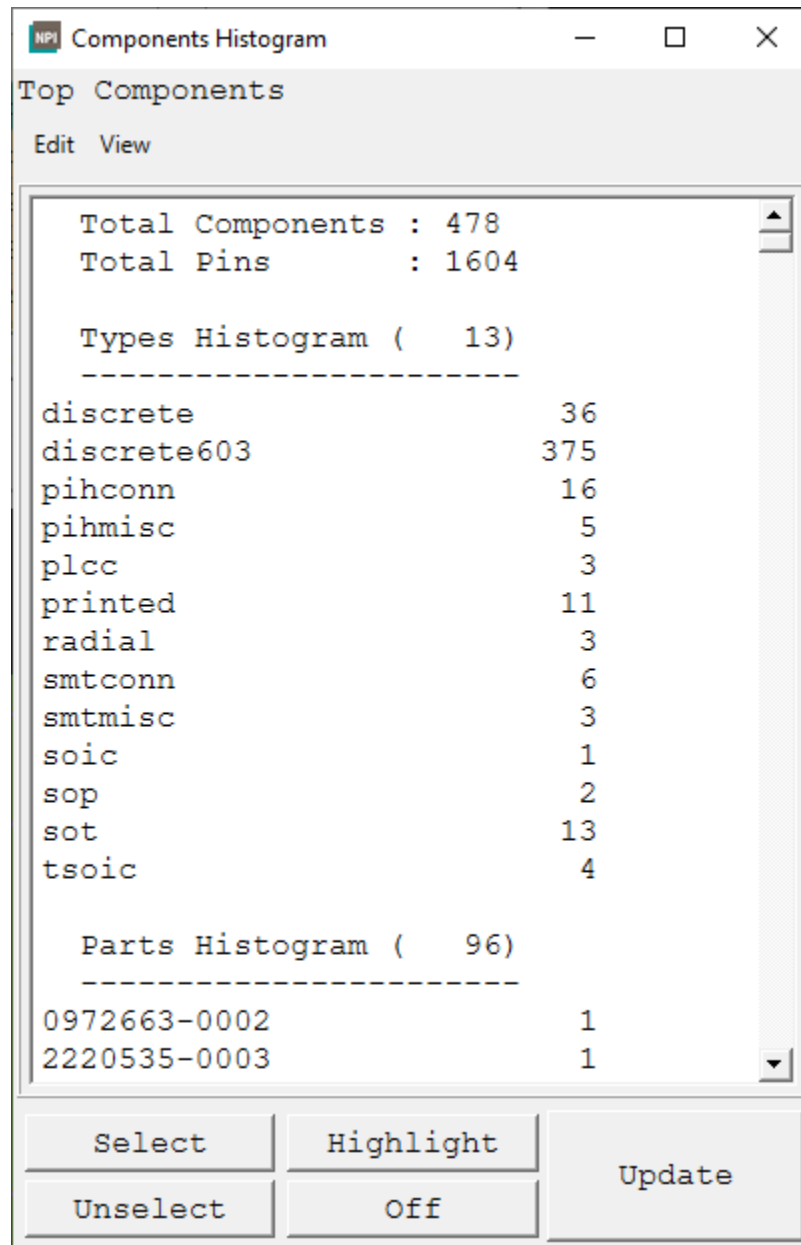 NPI Components Histogram
Top Components
Edit View
Total Components : 478
Total Pins : 1604
Types Histogram ( 13)
-----------------------
discrete 36
discrete603 375
pihconn 16
pihmisc 5
plcc 3
printed 11
radial 3
smtconn 6
smtmisc 3
soic 1
sop 2
sot 13
tsoic 4
Parts Histogram ( 96)
-----------------------
0972663-0002 1
2220535-0003 1
Select Highlight
Update
Unselect Off